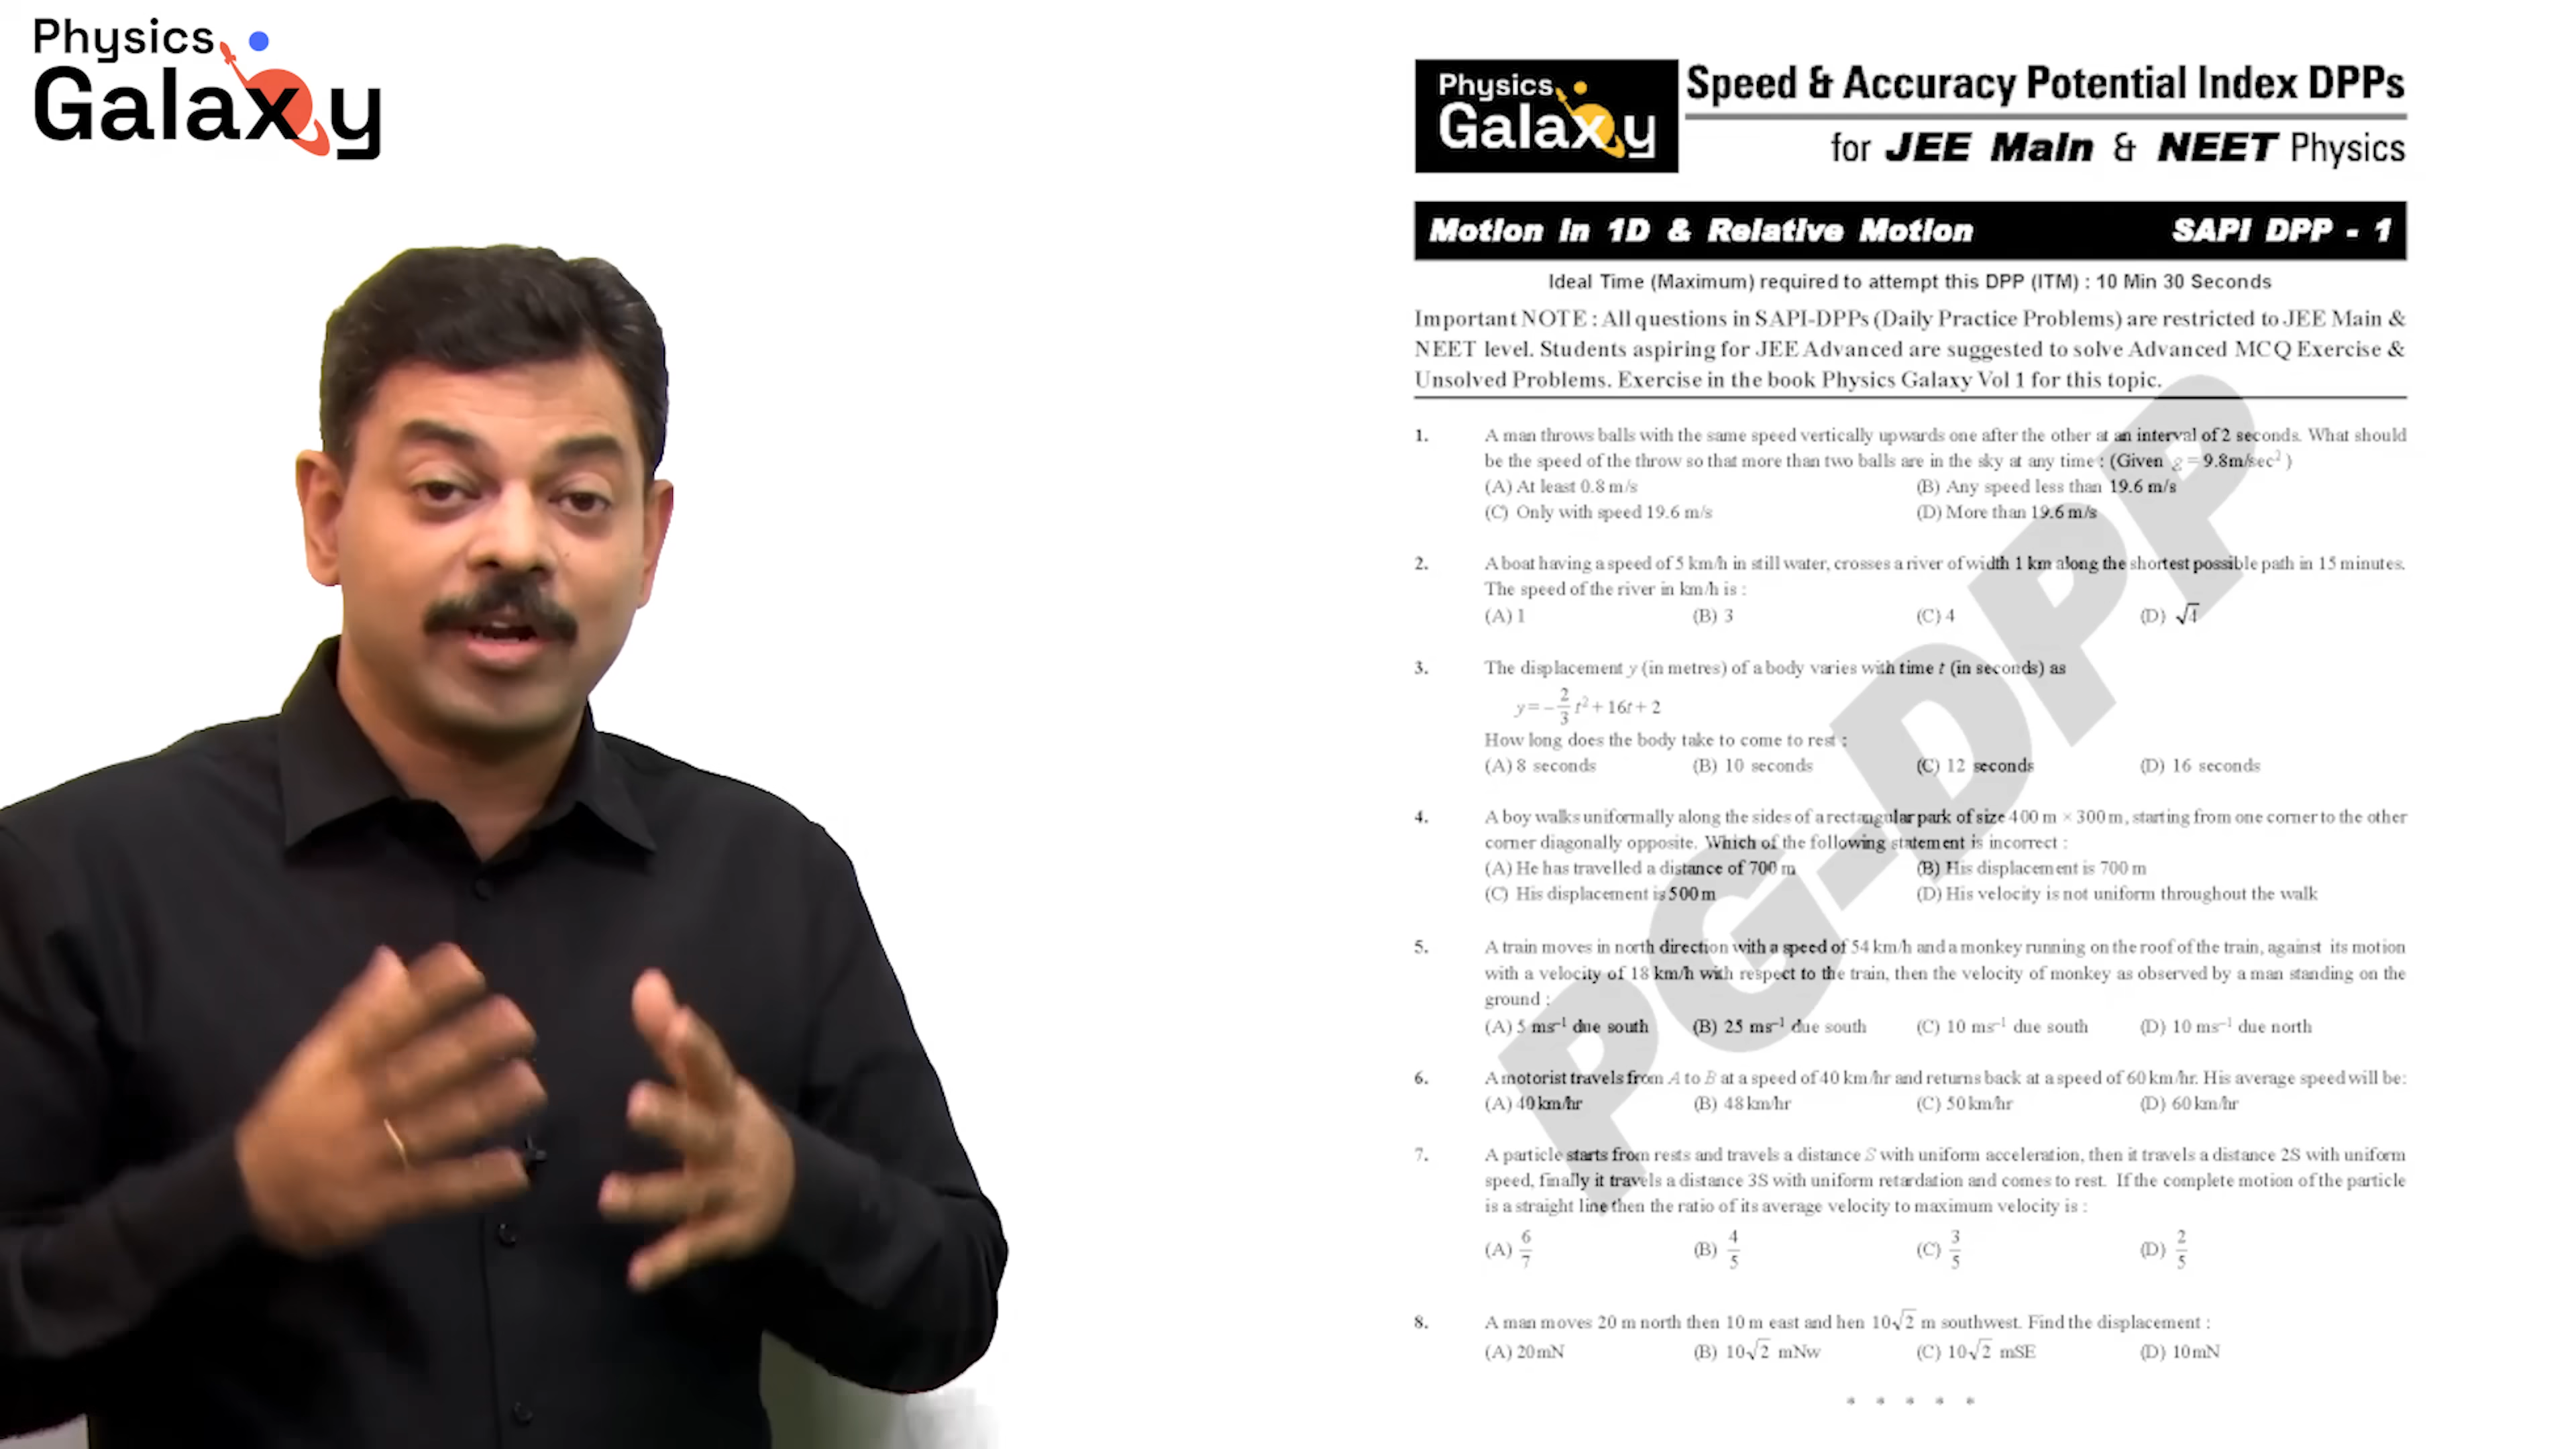 Physics
Galaxy
Physics
Galaxy
Speed & Accuracy Potential Index DPPs
for JEE Main & NEET Physics
Motion in 1D & Relative Motion SAPI DPP - 1
Ideal Time (Maximum) required to attempt this DPP (ITM) : 10 Min 30 Seconds
Important NOTE : All questions in SAPI-DPPs (Daily Practice Problems) are restricted to JEE Main &
NEET level. Students aspiring for JEE Advanced are suggested to solve Advanced MCQ Exercise &
Unsolved Problems. Exercise in the book Physics Galaxy Vol 1 for this topic.
1. A man throws balls with the same speed vertically upwards one after the other at an interval of 2 seconds. What should
be the speed of the throw so that more than two balls are in the sky at any time : (Given g = 9.8m/sec²)
(A) At least 0.8 m/s (B) Any speed less than 19.6 m/s
(C) Only with speed 19.6 m/s (D) More than 19.6 m/s
2. A boat having a speed of 5 km/h in still water, crosses a river of width 1 km along the shortest possible path in 15 minutes.
The speed of the river in km/h is :
(A) 1 (B) 3 (C) 4 (D) √4
3. The displacement y (in metres) of a body varies with time t (in seconds) as
y = -2/3 t² + 16t + 2
How long does the body take to come to rest :
(A) 8 seconds (B) 10 seconds (C) 12 seconds (D) 16 seconds
4. A boy walks uniformally along the sides of a rectangular park of size 400 m × 300 m, starting from one corner to the other
corner diagonally opposite. Which of the following statement is incorrect :
(A) He has travelled a distance of 700 m (B) His displacement is 700 m
(C) His displacement is 500 m (D) His velocity is not uniform throughout the walk
5. A train moves in north direction with a speed of 54 km/h and a monkey running on the roof of the train, against its motion
with a velocity of 18 km/h with respect to the train, then the velocity of monkey as observed by a man standing on the
ground :
(A) 5 ms⁻¹ due south (B) 25 ms⁻¹ due south (C) 10 ms⁻¹ due south (D) 10 ms⁻¹ due north
6. A motorist travels from A to B at a speed of 40 km/hr and returns back at a speed of 60 km/hr. His average speed will be:
(A) 40 km/hr (B) 48 km/hr (C) 50 km/hr (D) 60 km/hr
7. A particle starts from rests and travels a distance S with uniform acceleration, then it travels a distance 2S with uniform
speed, finally it travels a distance 3S with uniform retardation and comes to rest. If the complete motion of the particle
is a straight line then the ratio of its average velocity to maximum velocity is :
(A) 6/7 (B) 4/5 (C) 3/5 (D) 2/5
8. A man moves 20 m north then 10 m east and hen 10√2 m southwest. Find the displacement :
(A) 20 mN (B) 10√2 mNw (C) 10√2 mSE (D) 10 mN
* * * * *
PG-DPP